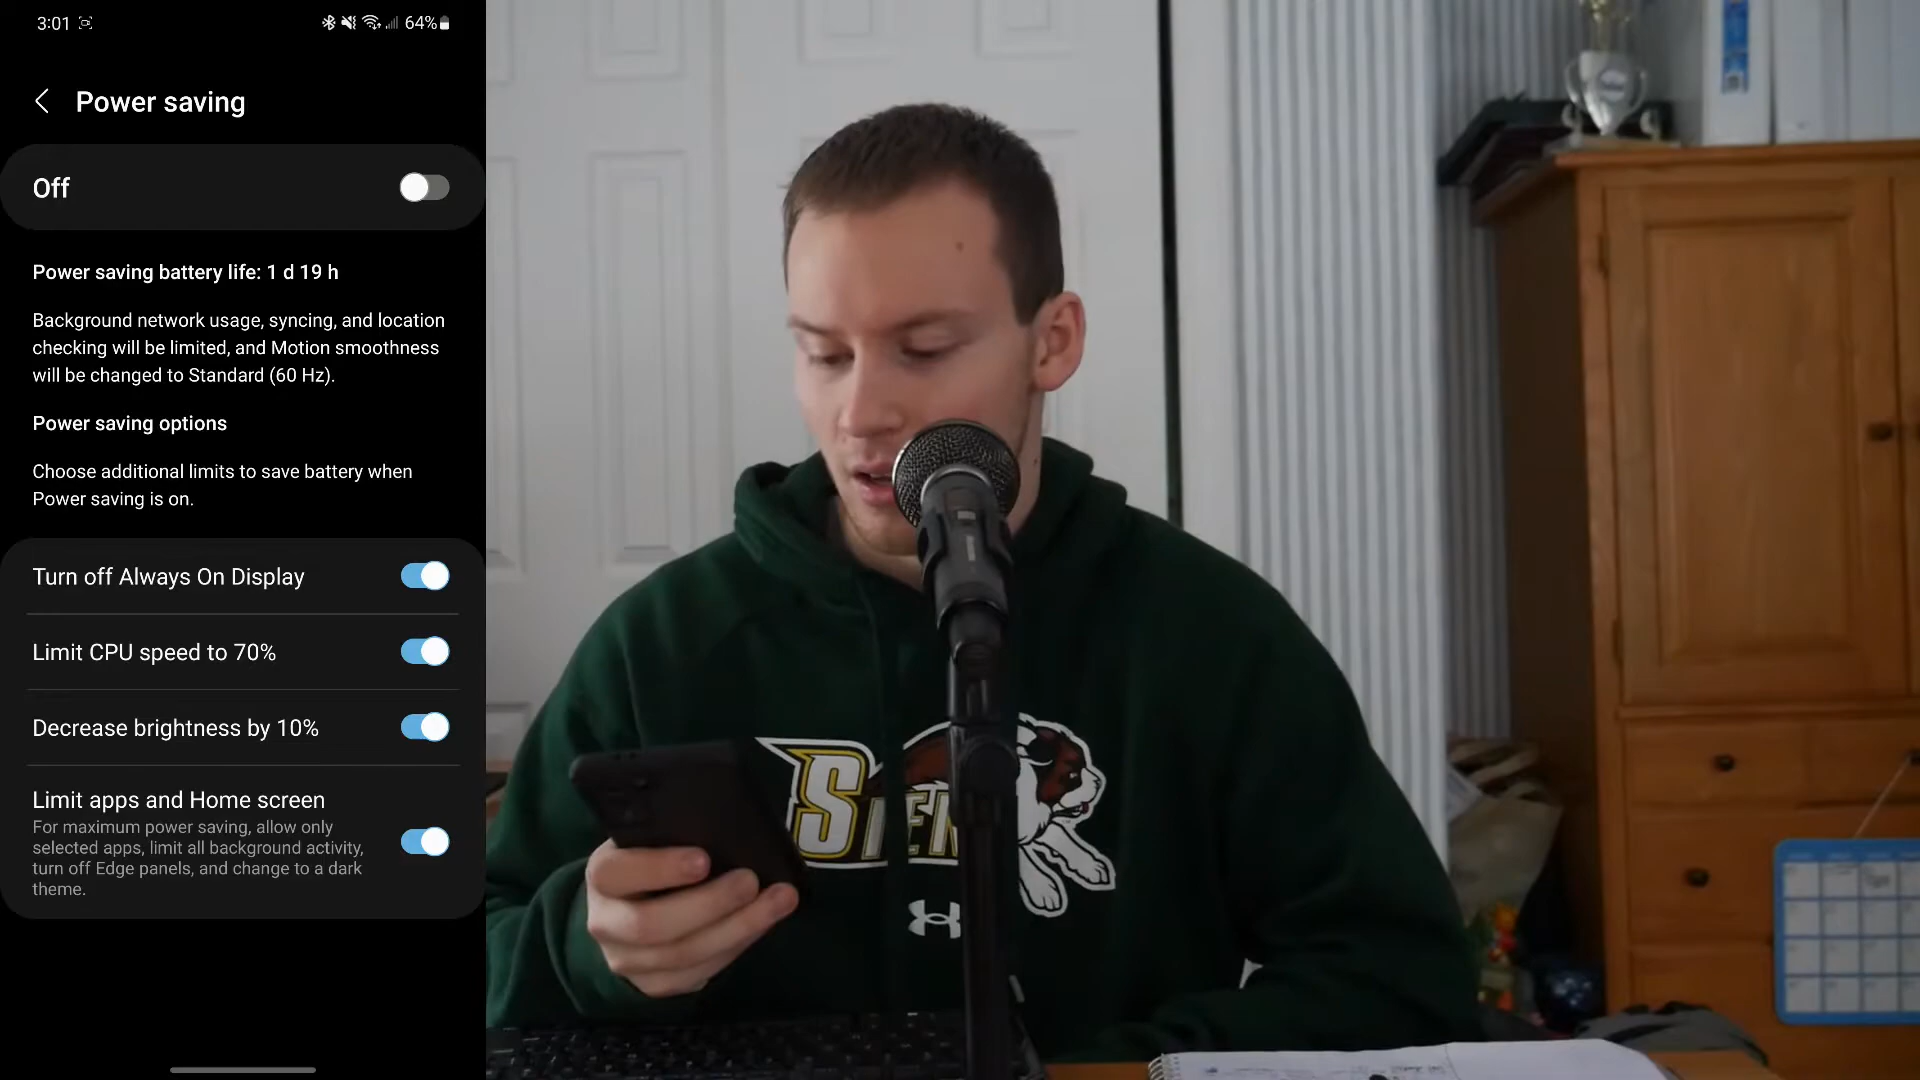 3:01
64%
Power saving
Off
Power saving battery life: 1 d 19 h
Background network usage, syncing, and location
checking will be limited, and Motion smoothness
will be changed to Standard (60 Hz).
Power saving options
Choose additional limits to save battery when
Power saving is on.
Turn off Always On Display
Limit CPU speed to 70%
Decrease brightness by 10%
Limit apps and Home screen
For maximum power saving, allow only
selected apps, limit all background activity,
turn off Edge panels, and change to a dark
theme.